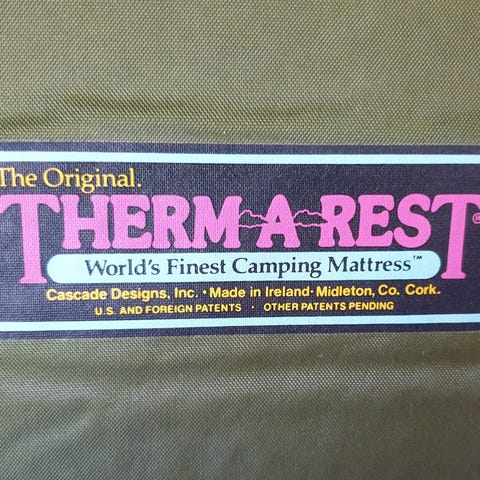 The Original.
THERM-A-REST®
World's Finest Camping Mattress™
Cascade Designs, Inc. · Made in Ireland · Midleton, Co. Cork.
U.S. AND FOREIGN PATENTS · OTHER PATENTS PENDING